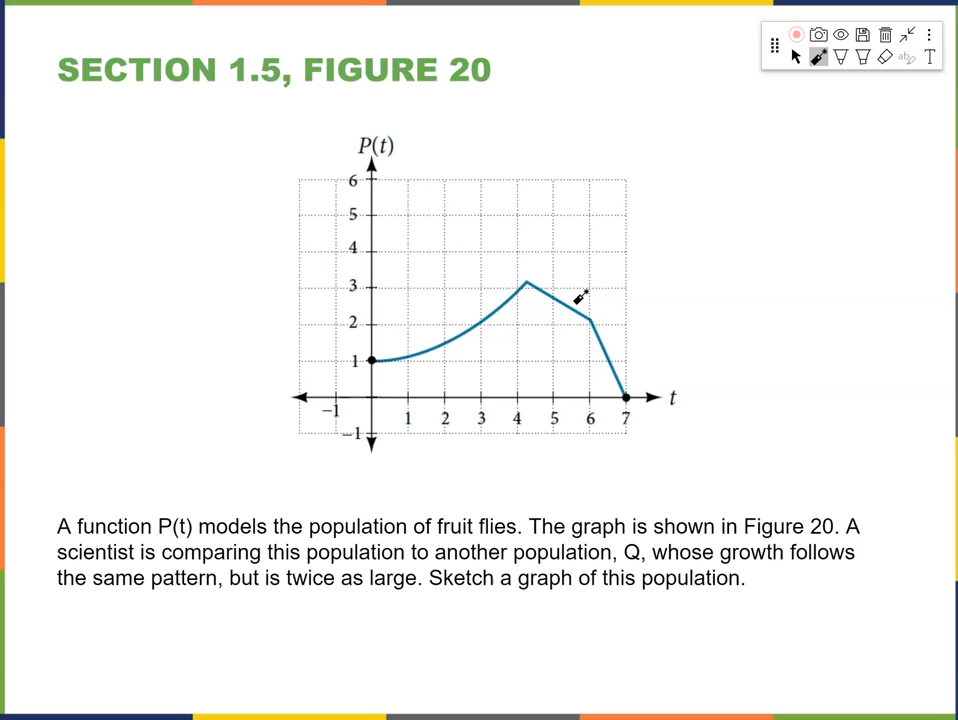 SECTION 1.5, FIGURE 20
ab
T
P(t)
6
5
4
3
2
1
−1
1 2 3 4 5 6 7
t
−1
A function P(t) models the population of fruit flies. The graph is shown in Figure 20. A
scientist is comparing this population to another population, Q, whose growth follows
the same pattern, but is twice as large. Sketch a graph of this population.